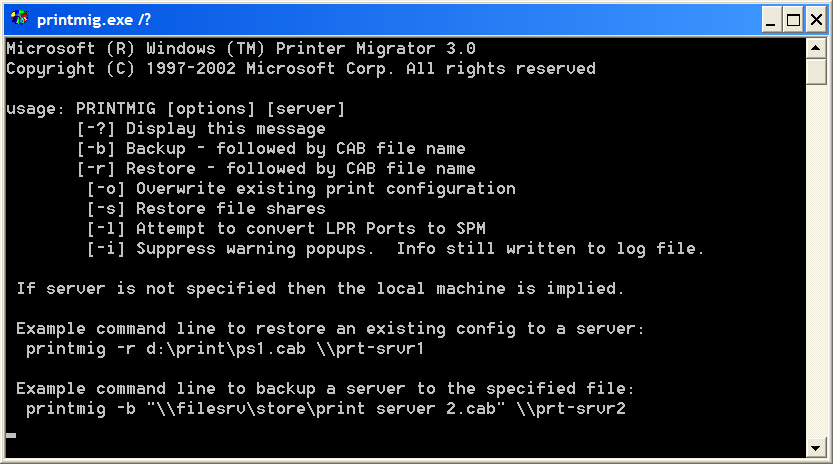 printmig.exe /?
Microsoft (R) Windows (TM) Printer Migrator 3.0
Copyright (C) 1997-2002 Microsoft Corp. All rights reserved
usage: PRINTMIG [options] [server]
[-?] Display this message
[-b] Backup - followed by CAB file name
[-r] Restore - followed by CAB file name
[-o] Overwrite existing print configuration
[-s] Restore file shares
[-l] Attempt to convert LPR Ports to SPM
[-i] Suppress warning popups.  Info still written to log file.
If server is not specified then the local machine is implied.
Example command line to restore an existing config to a server:
printmig -r d:\print\ps1.cab \\prt-srvr1
Example command line to backup a server to the specified file:
printmig -b "\\filesrv\store\print server 2.cab" \\prt-srvr2